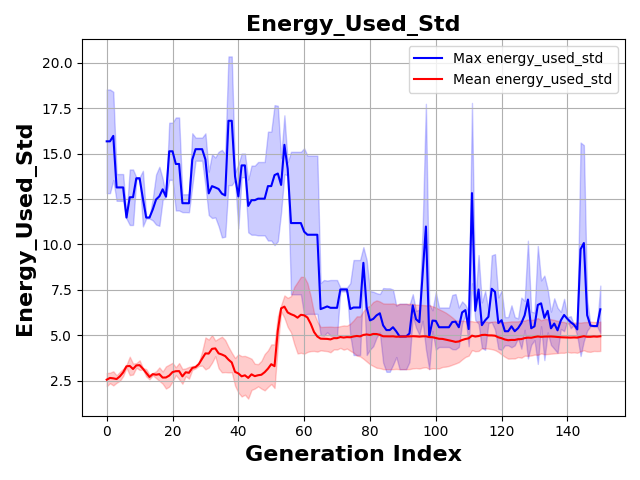 Energy_Used_Std
Max energy_used_std
Mean energy_used_std
Energy_Used_Std
20.0
17.5
15.0
12.5
10.0
7.5
5.0
2.5
0 20 40 60 80 100 120 140
Generation Index